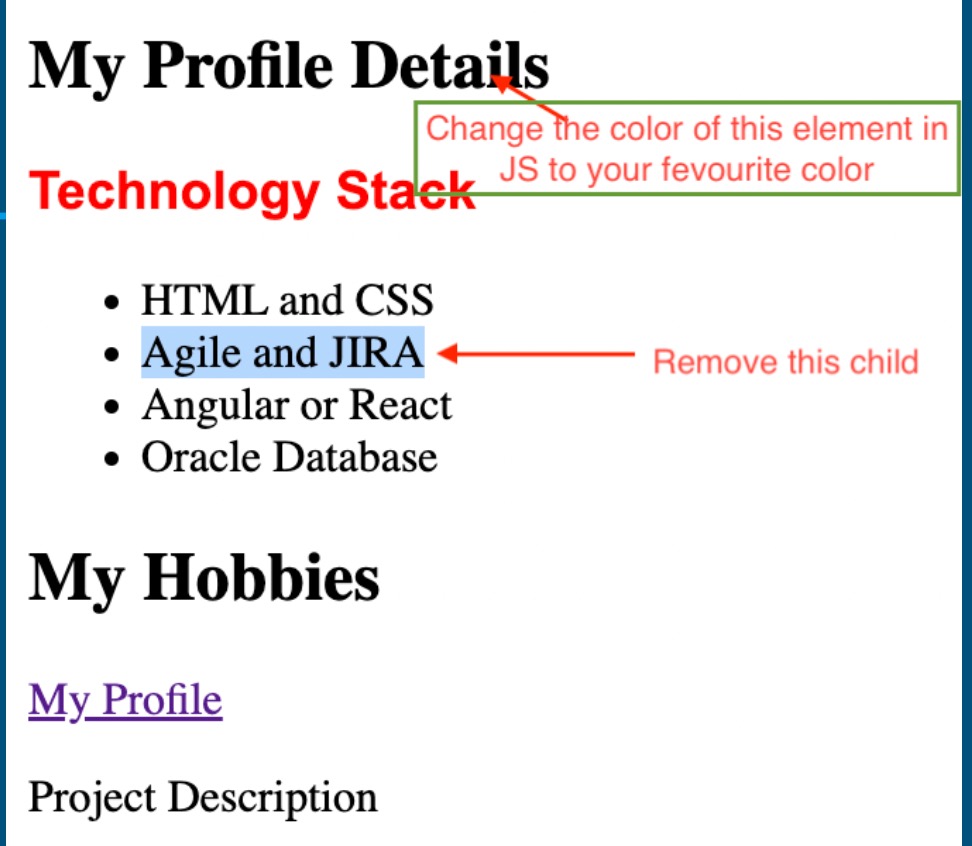 My Profile Details
Change the color of this element in
JS to your fevourite color
Technology Stack
HTML and CSS
Agile and JIRA
Remove this child
Angular or React
Oracle Database
My Hobbies
My Profile
Project Description